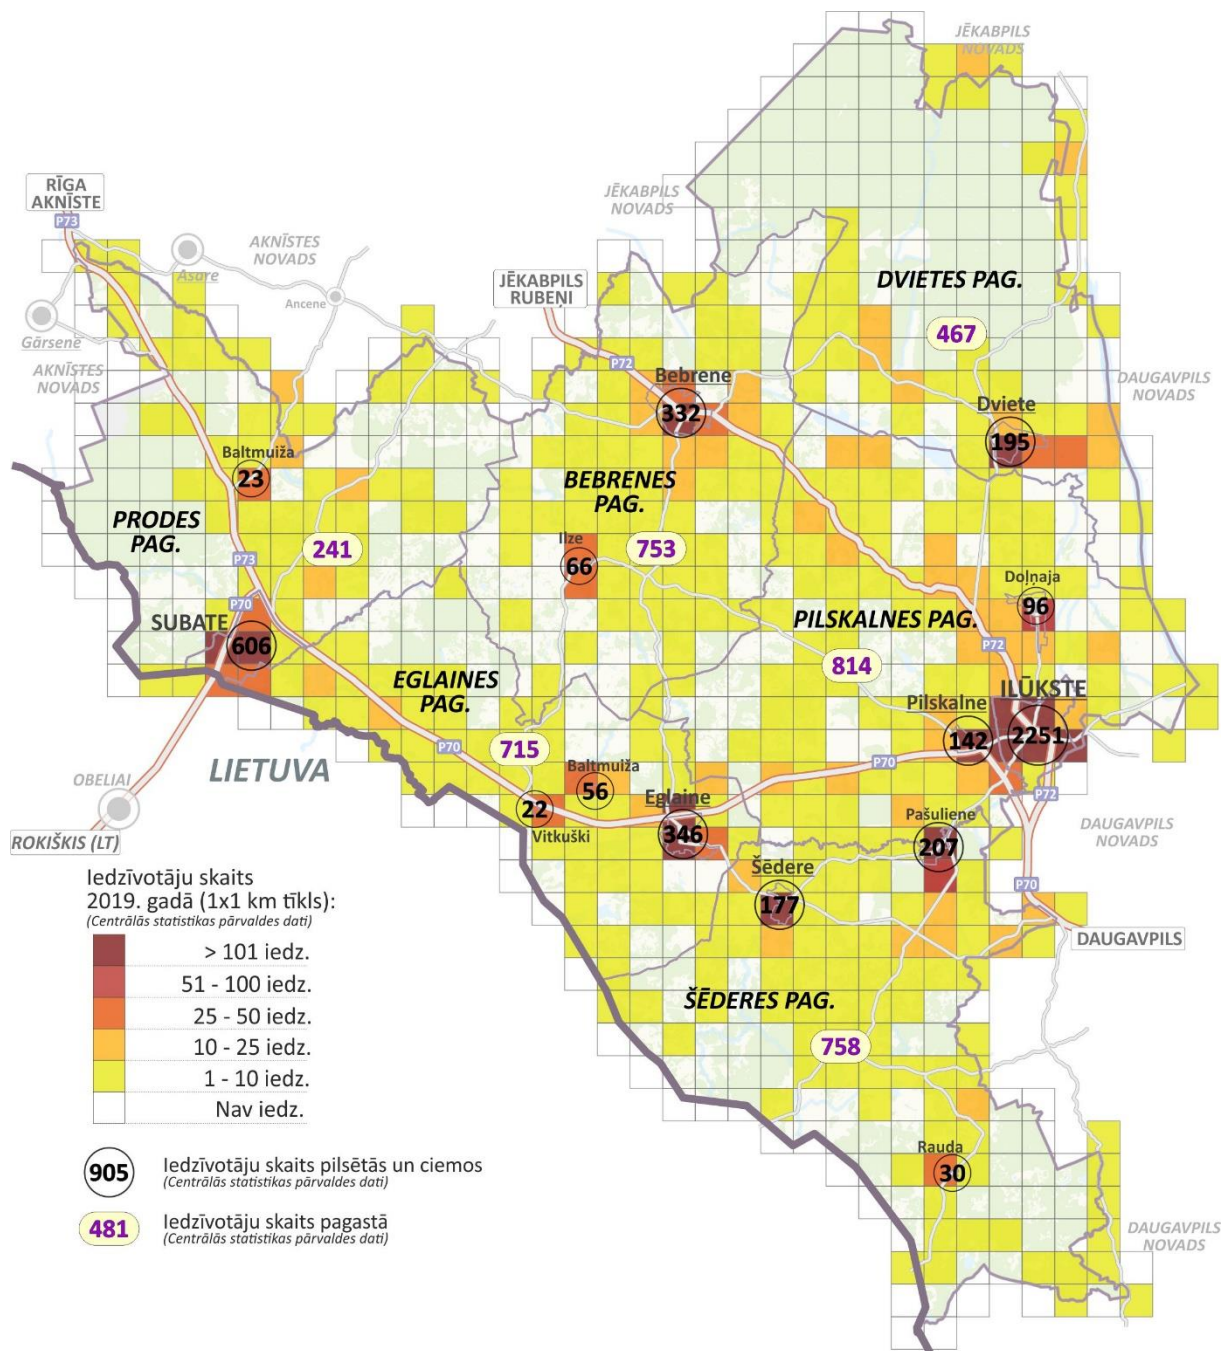 JĒKABPILS
NOVADS
RĪGA
AKNĪSTE
P73
JĒKABPILS
NOVADS
AKNĪSTES
NOVADS
Asare
Ancene
JĒKABPILS
RUBEŅI
DVIETES PAG.
467
Gārsene
AKNĪSTES
NOVADS
P72
Bebrene
332
DAUGAVPILS
NOVADS
Dviete
195
Baltmuiža
23
BEBRENES
PAG.
PRODES
PAG.
241
Ilze
66
753
P73
Doļņaja
96
P70
SUBATE
606
PILSKALNES PAG.
P72
814
EGLAINES
PAG.
ILŪKSTE
2251
Pilskalne
142
715
P70
P70
LIETUVA
Baltmuiža
56
OBELIAI
22
Vitkuški
Eglaine
346
P72
Pašuliene
207
DAUGAVPILS
NOVADS
ROKIŠKIS (LT)
Šēdere
177
P70
DAUGAVPILS
ŠĒDERES PAG.
758
Rauda
30
DAUGAVPILS
NOVADS
Iedzīvotāju skaits
2019. gadā (1x1 km tīkls):
(Centrālās statistikas pārvaldes dati)
> 101 iedz.
51 - 100 iedz.
25 - 50 iedz.
10 - 25 iedz.
1 - 10 iedz.
Nav iedz.
905 Iedzīvotāju skaits pilsētās un ciemos
(Centrālās statistikas pārvaldes dati)
481 Iedzīvotāju skaits pagastā
(Centrālās statistikas pārvaldes dati)